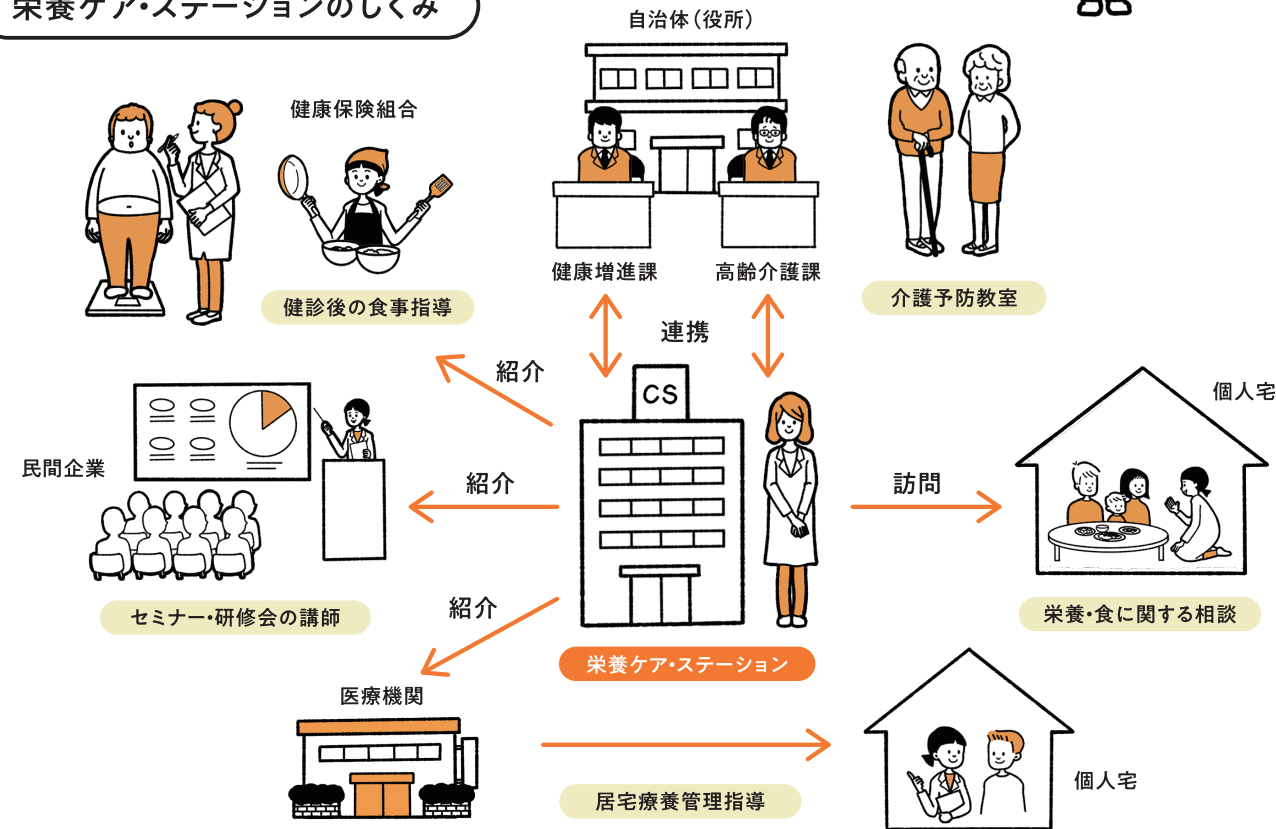 栄養ケア・ステーションのしくみ
自治体（役所）
健康保険組合
健康増進課
高齢介護課
健診後の食事指導
介護予防教室
連携
紹介
CS
個人宅
民間企業
紹介
訪問
セミナー・研修会の講師
紹介
栄養・食に関する相談
栄養ケア・ステーション
医療機関
個人宅
居宅療養管理指導